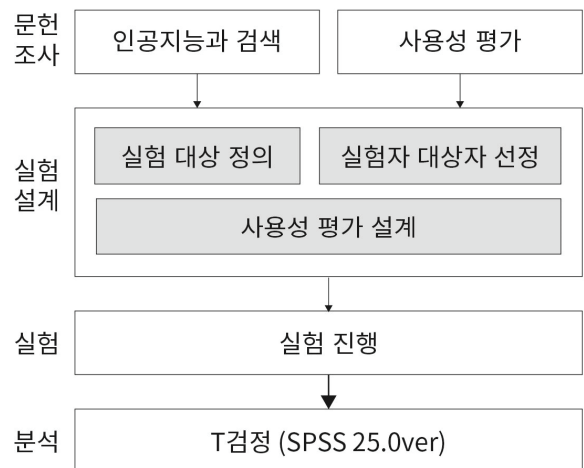 문헌
조사
인공지능과 검색
사용성 평가
실험
설계
실험 대상 정의
실험자 대상자 선정
사용성 평가 설계
실험
실험 진행
분석
T검정 (SPSS 25.0ver)